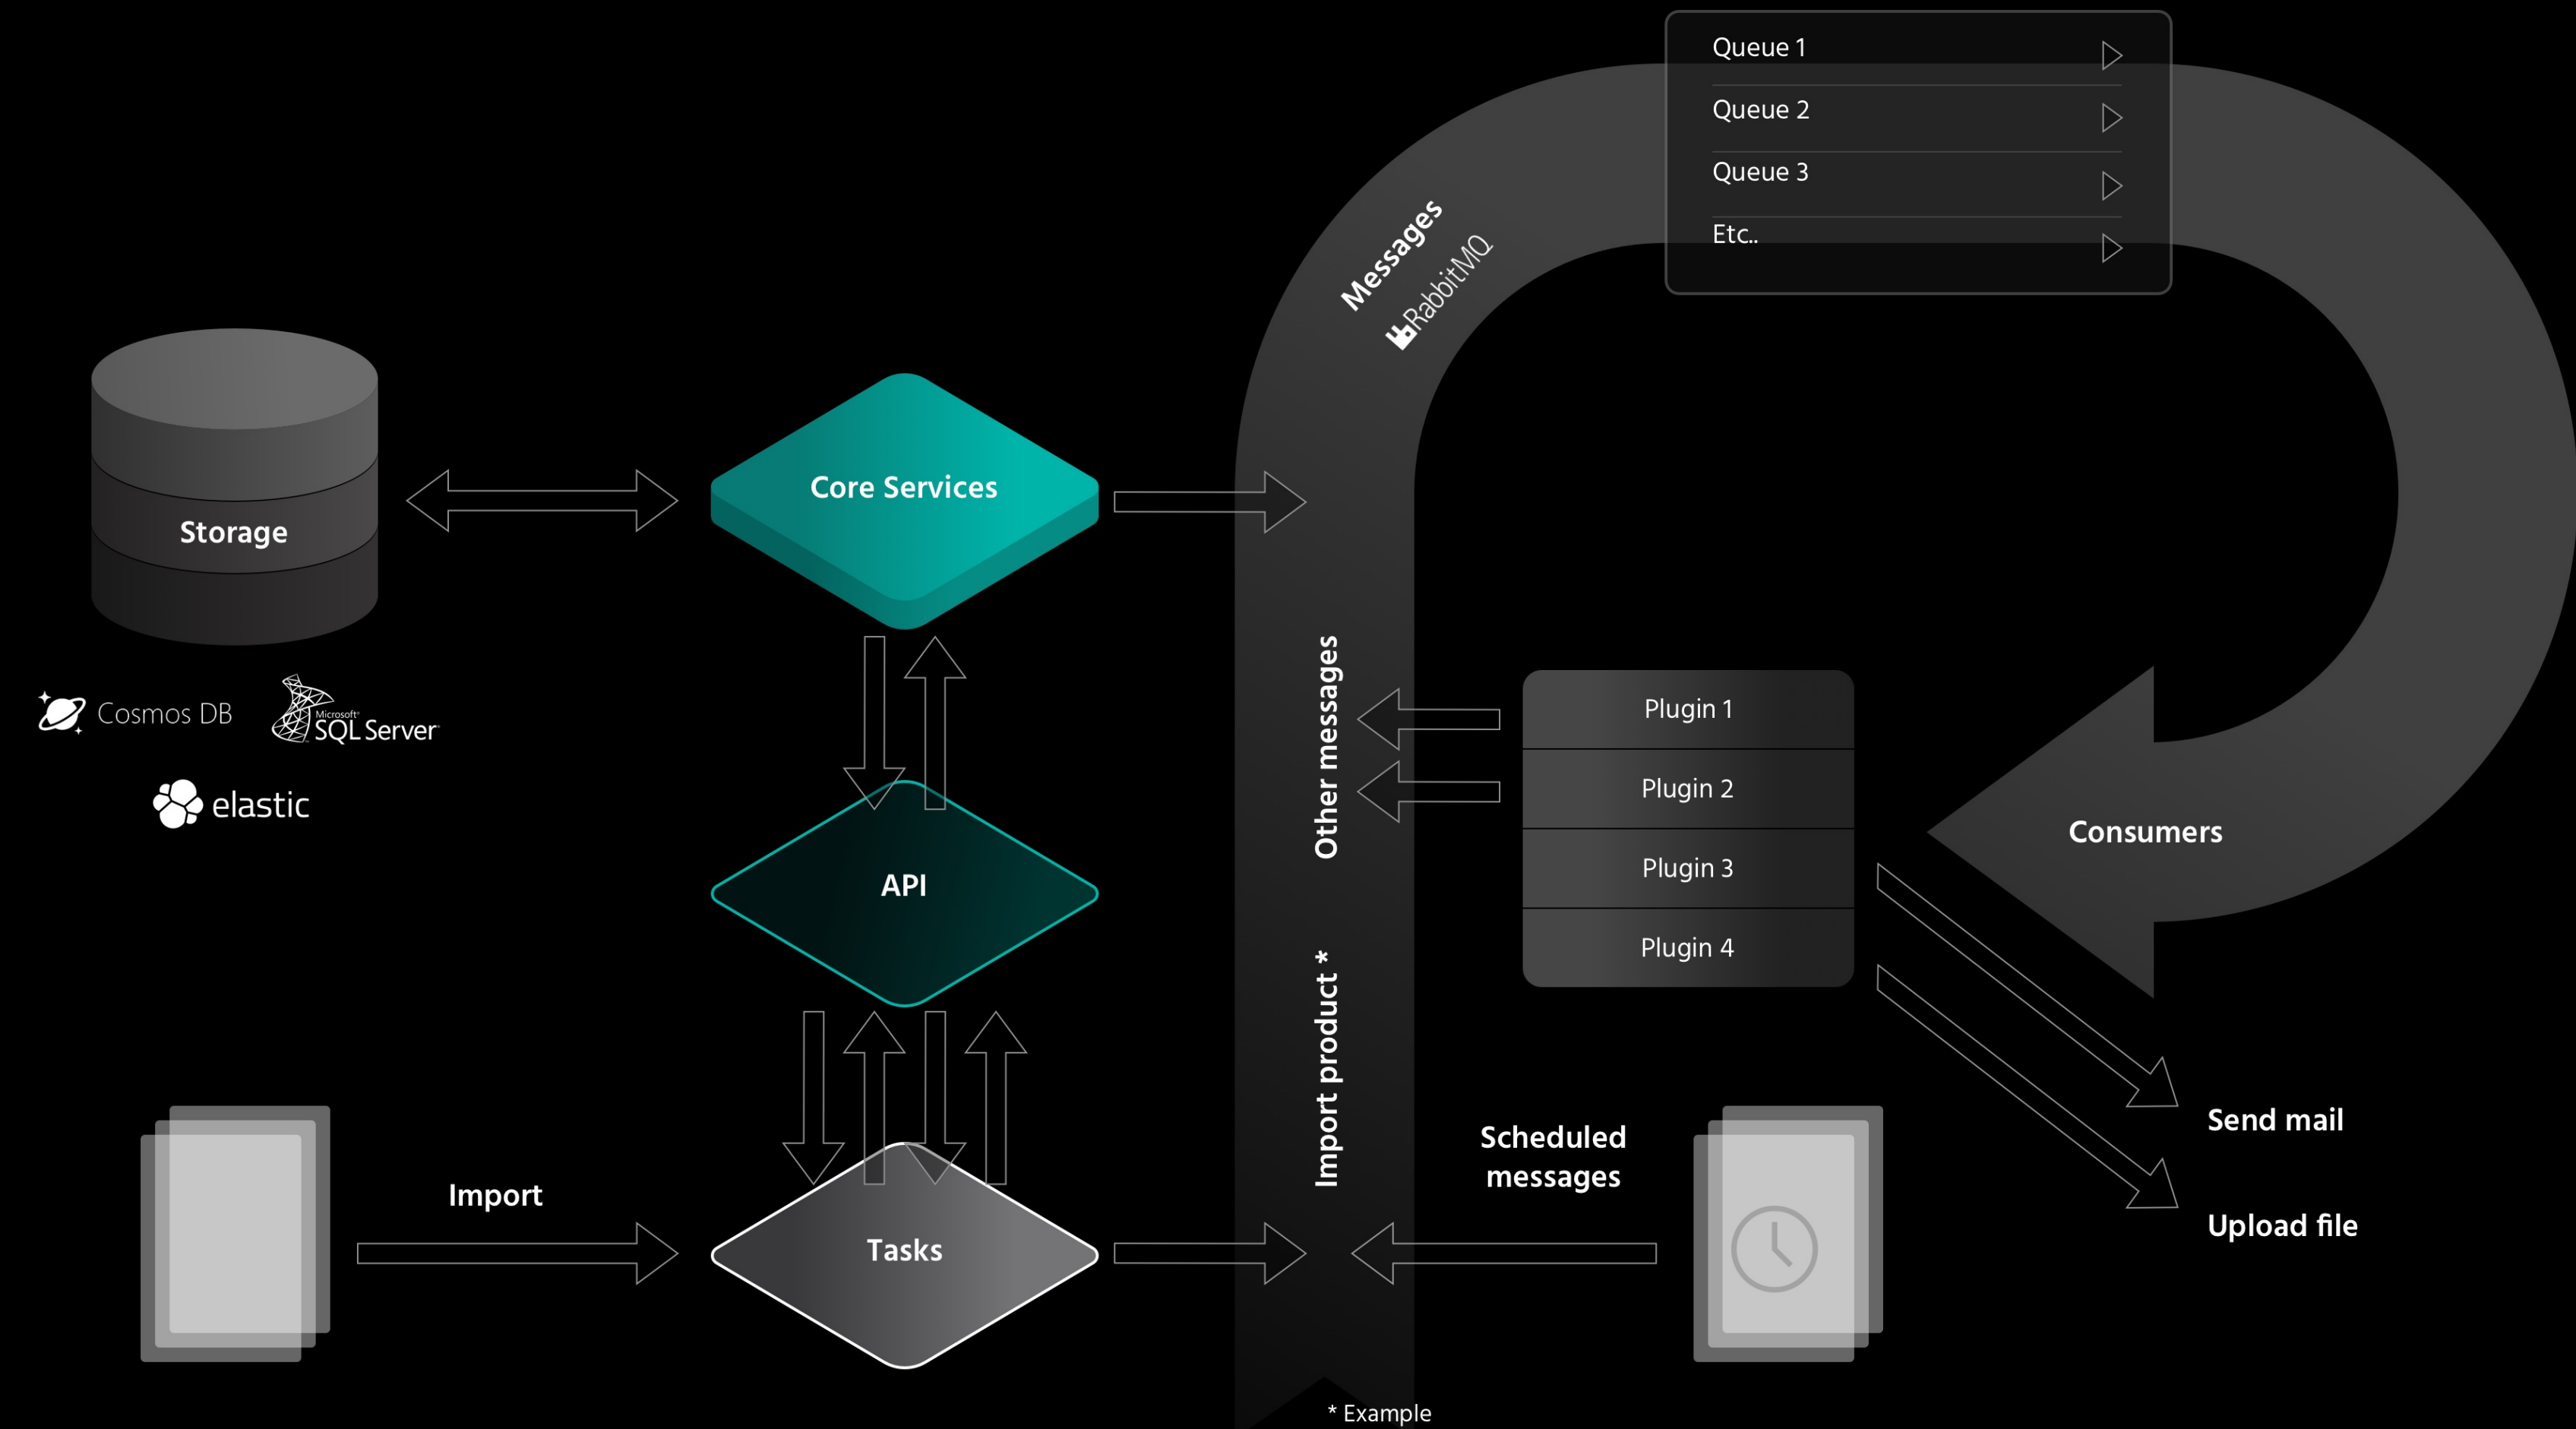 Queue 1
Queue 2
Queue 3
Etc..
Messages
RabbitMQ
Storage
Cosmos DB
Microsoft®
SQL Server
elastic
Core Services
API
Tasks
Import
Other messages
Import product *
Plugin 1
Plugin 2
Plugin 3
Plugin 4
Consumers
Scheduled
messages
Send mail
Upload file
* Example